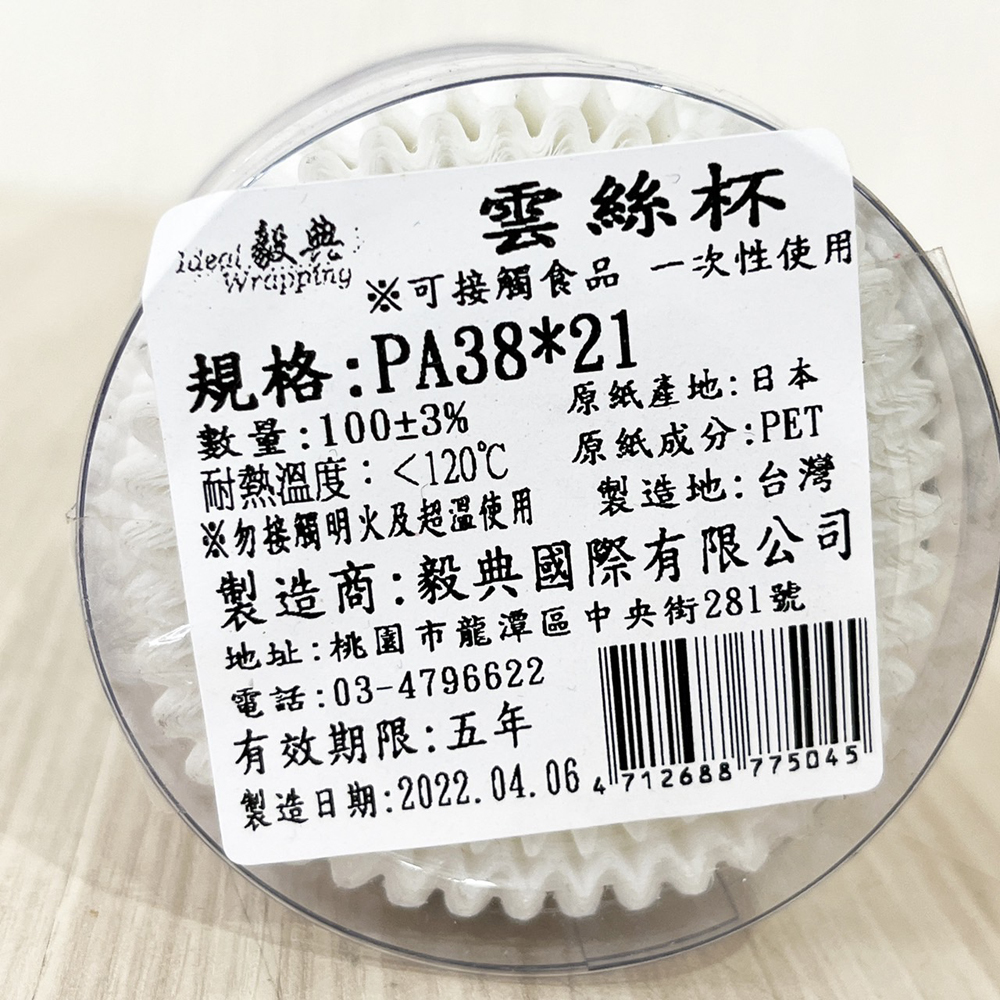 Ideal 毅典
Wrapping
雲絲杯
※可接觸食品 一次性使用
規格:PA38*21
數量:100±3%
原紙產地:日本
耐熱溫度:<120℃
原紙成分:PET
※勿接觸明火及超溫使用
製造地:台灣
製造商:毅典國際有限公司
地址:桃園市龍潭區中央街281號
電話:03-4796622
有效期限:五年
製造日期:2022.04.06
4 712688 775045